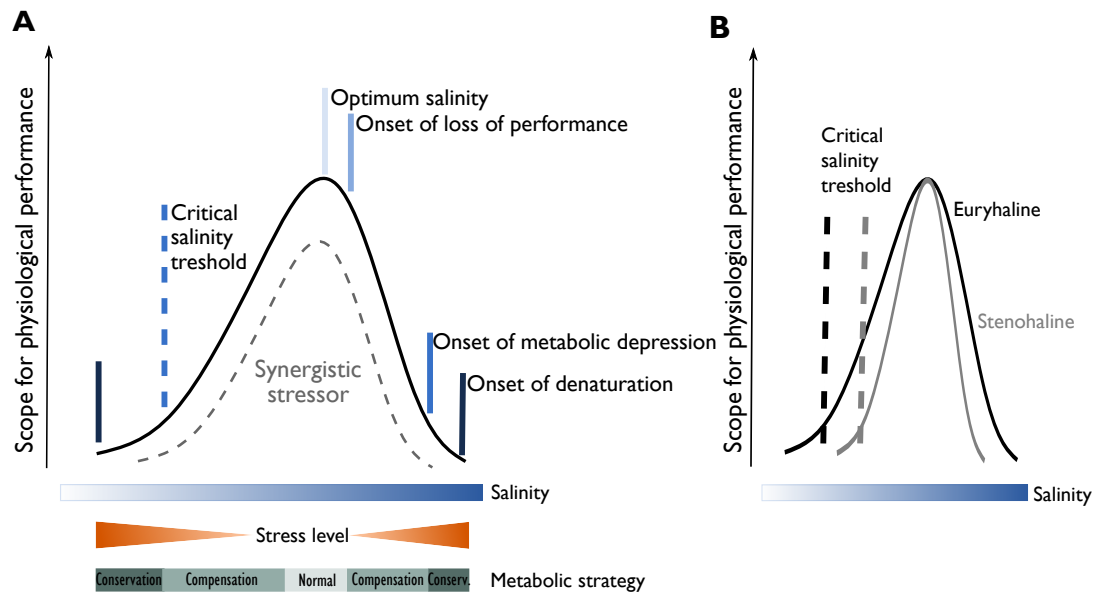 A
Scope for physiological performance
Optimum salinity
Onset of loss of performance
Critical
salinity
treshold
Synergistic
stressor
Onset of metabolic depression
Onset of denaturation
Salinity
Stress level
Conservation
Compensation
Normal
Compensation
Conserv.
Metabolic strategy
B
Scope for physiological performance
Critical
salinity
treshold
Euryhaline
Stenohaline
Salinity